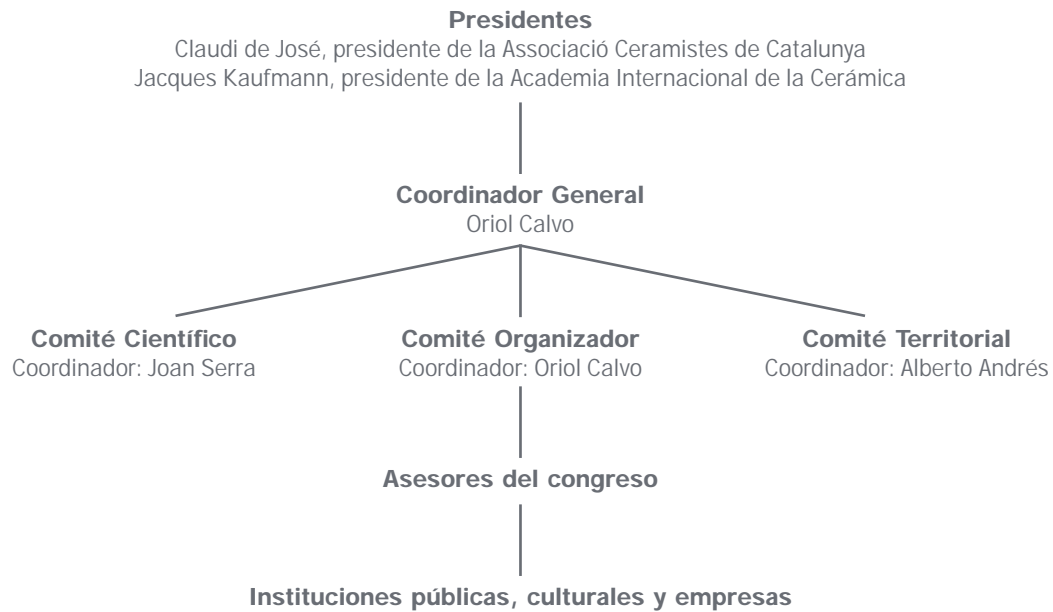 Presidentes
Claudi de José, presidente de la Associació Ceramistes de Catalunya
Jacques Kaufmann, presidente de la Academia Internacional de la Cerámica
Coordinador General
Oriol Calvo
Comité Científico
Coordinador: Joan Serra
Comité Organizador
Coordinador: Oriol Calvo
Comité Territorial
Coordinador: Alberto Andrés
Asesores del congreso
Instituciones públicas, culturales y empresas